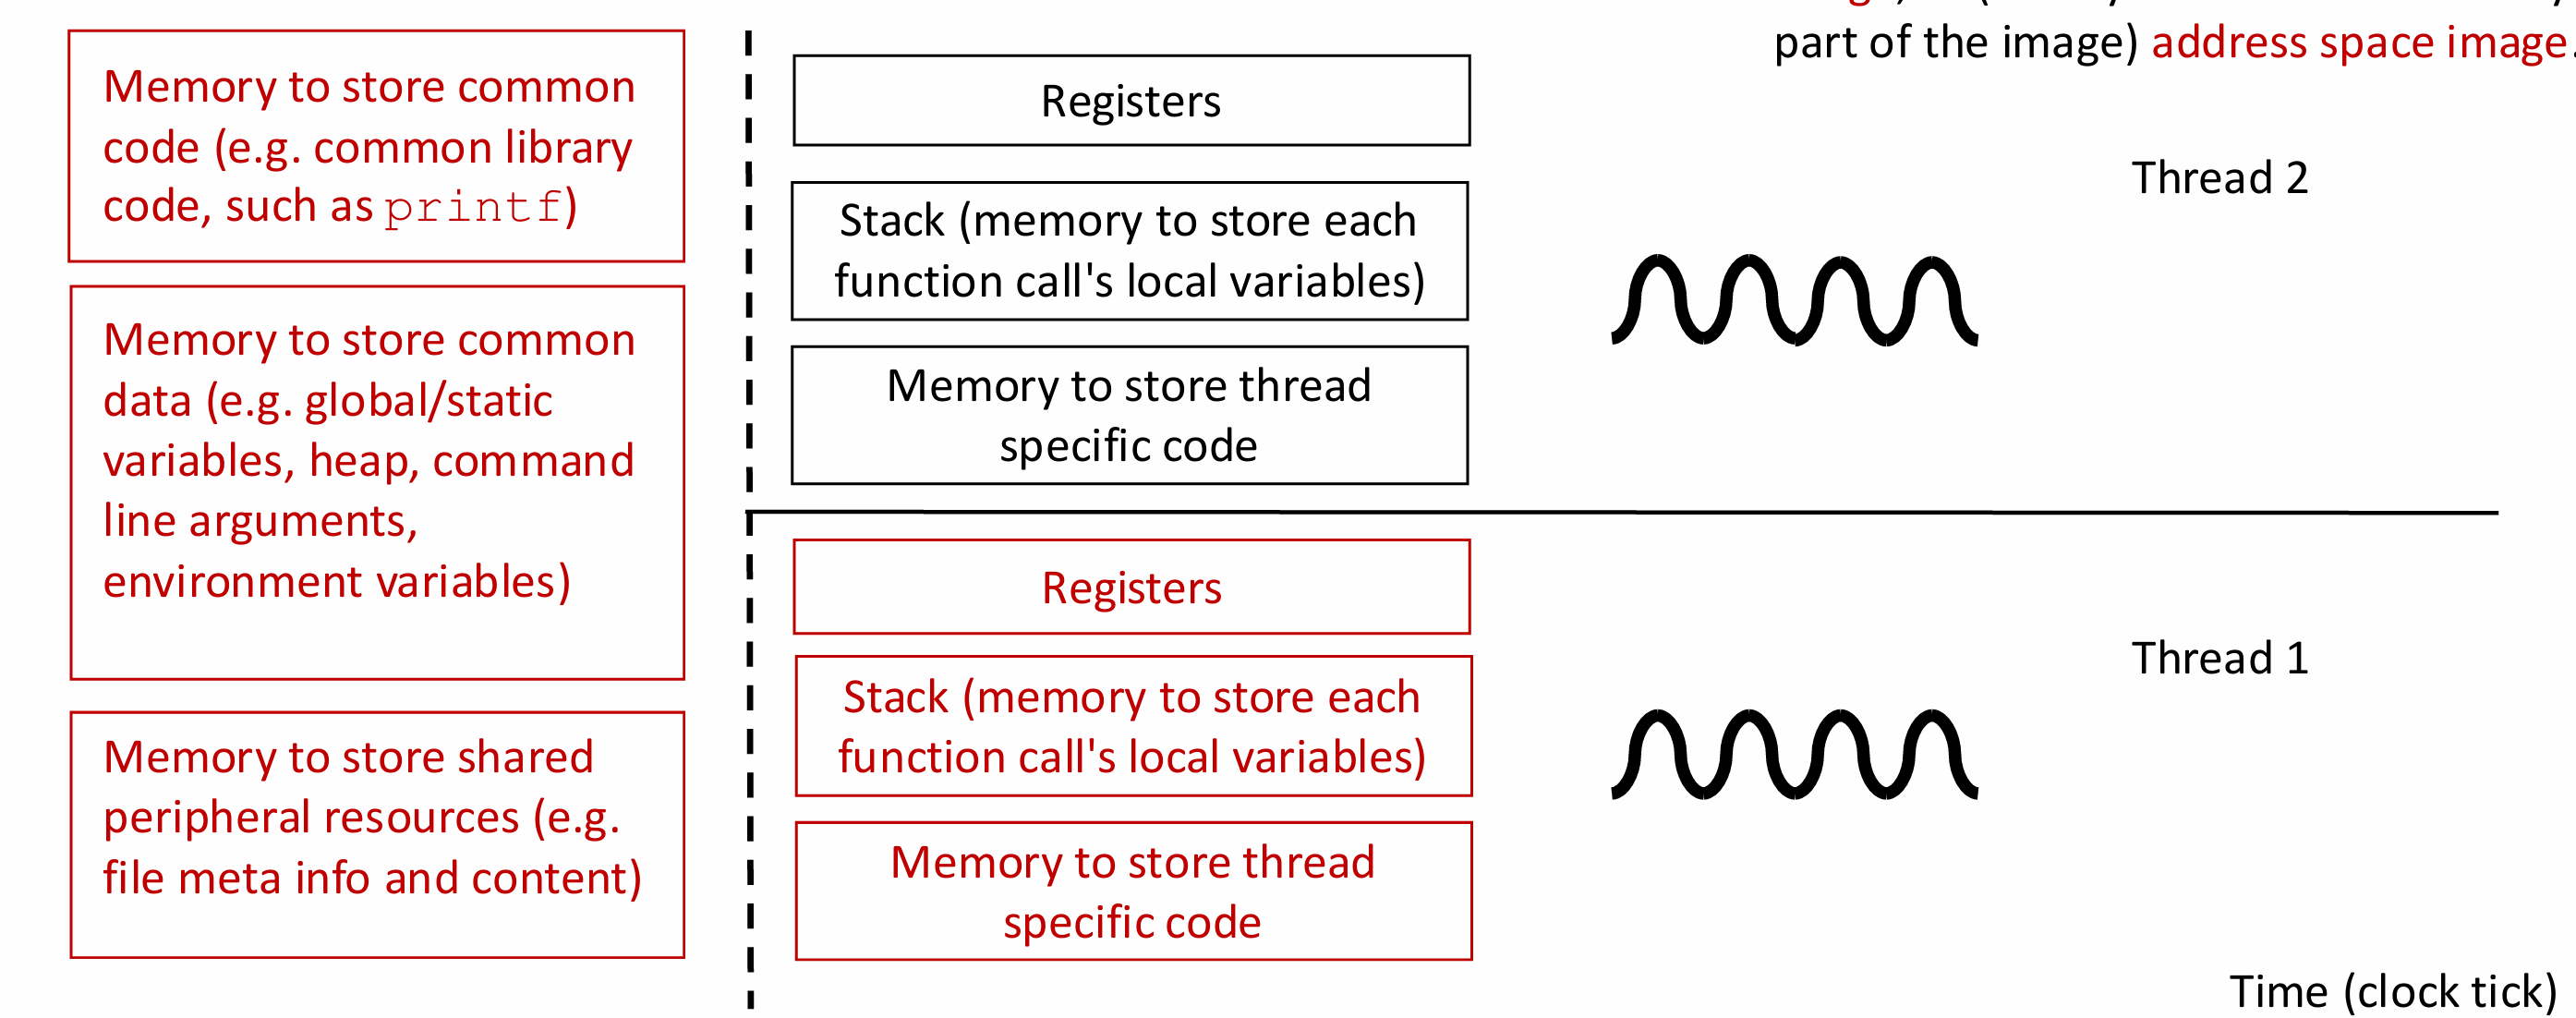 part of the image) address space image.
Memory to store common
code (e.g. common library
code, such as printf)
Memory to store common
data (e.g. global/static
variables, heap, command
line arguments,
environment variables)
Memory to store shared
peripheral resources (e.g.
file meta info and content)
Registers
Stack (memory to store each
function call's local variables)
Memory to store thread
specific code
Thread 2
Registers
Stack (memory to store each
function call's local variables)
Memory to store thread
specific code
Thread 1
Time (clock tick)